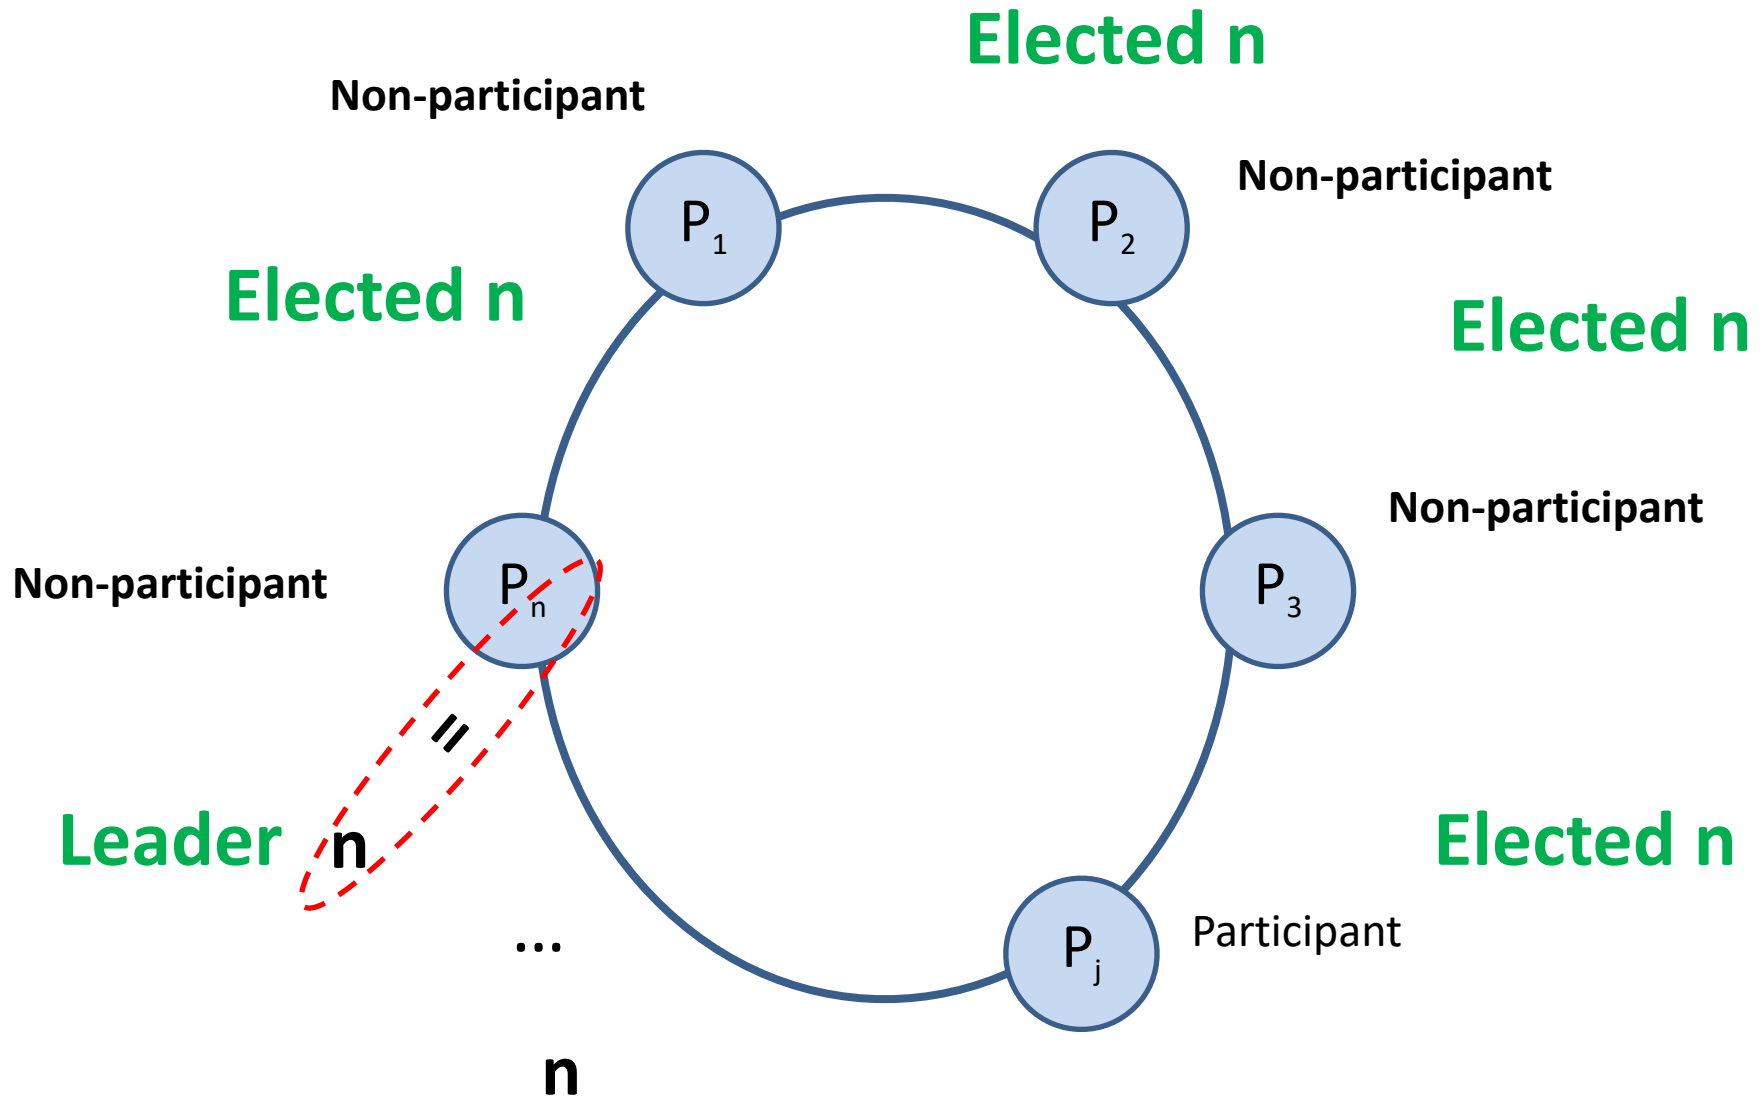 Elected n
Non-participant
Non-participant
P1
P2
Elected n
Elected n
Non-participant
Non-participant
Pn
P3
=
Leader
n
Elected n
Participant
...
Pj
n